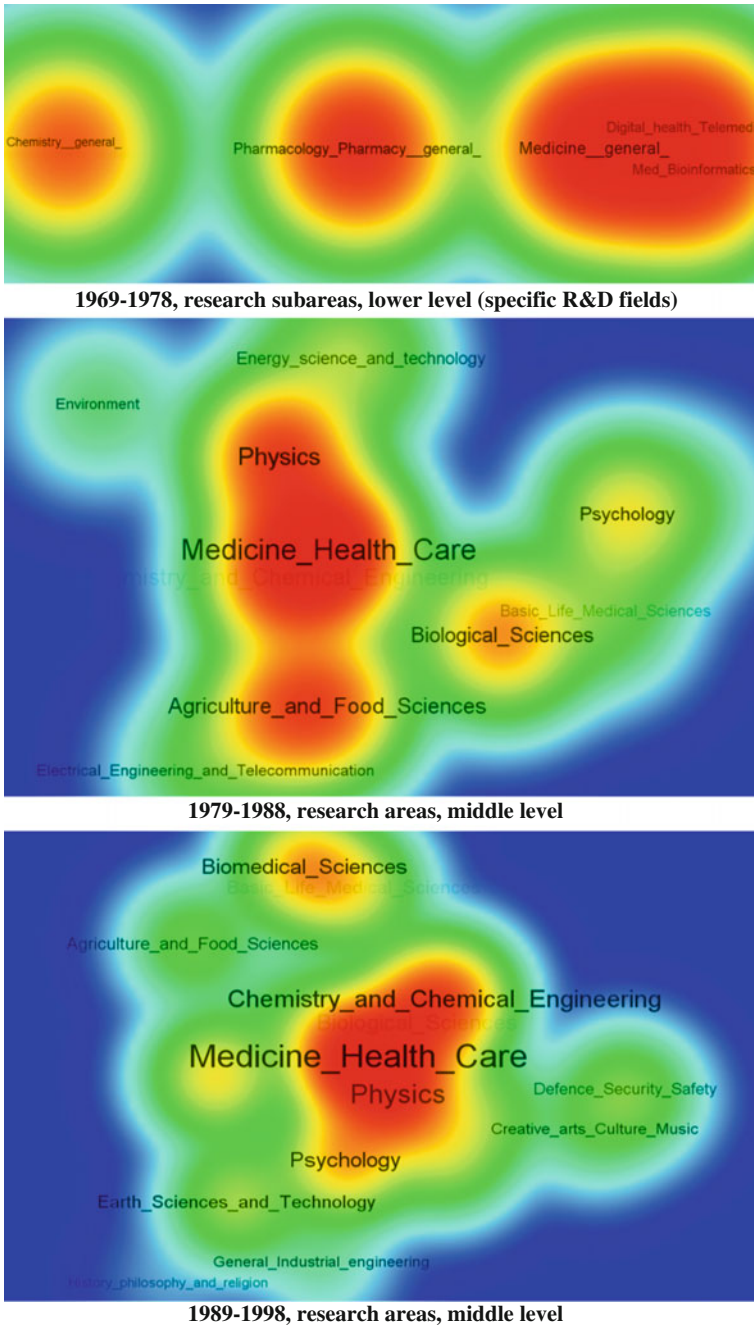 Digital_health_Telemed
Chemistry__general_ Pharmacology_Pharmacy__general_ Medicine__general_
Med_Bioinformatics
1969-1978, research subareas, lower level (specific R&D fields)
Energy_science_and_technology
Environment
Physics
Psychology
Medicine_Health_Care
mistry_and_Chemical_Engineering
Basic_Life_Medical_Sciences
Biological_Sciences
Agriculture_and_Food_Sciences
Electrical_Engineering_and_Telecommunication
1979-1988, research areas, middle level
Biomedical_Sciences
Basic_Life_Medical_Sciences
Agriculture_and_Food_Sciences
Chemistry_and_Chemical_Engineering
Biological_Sciences
Medicine_Health_Care
Physics
Defence_Security_Safety
Creative_arts_Culture_Music
Psychology
Earth_Sciences_and_Technology
General_Industrial_engineering
History_philosophy_and_religion
1989-1998, research areas, middle level